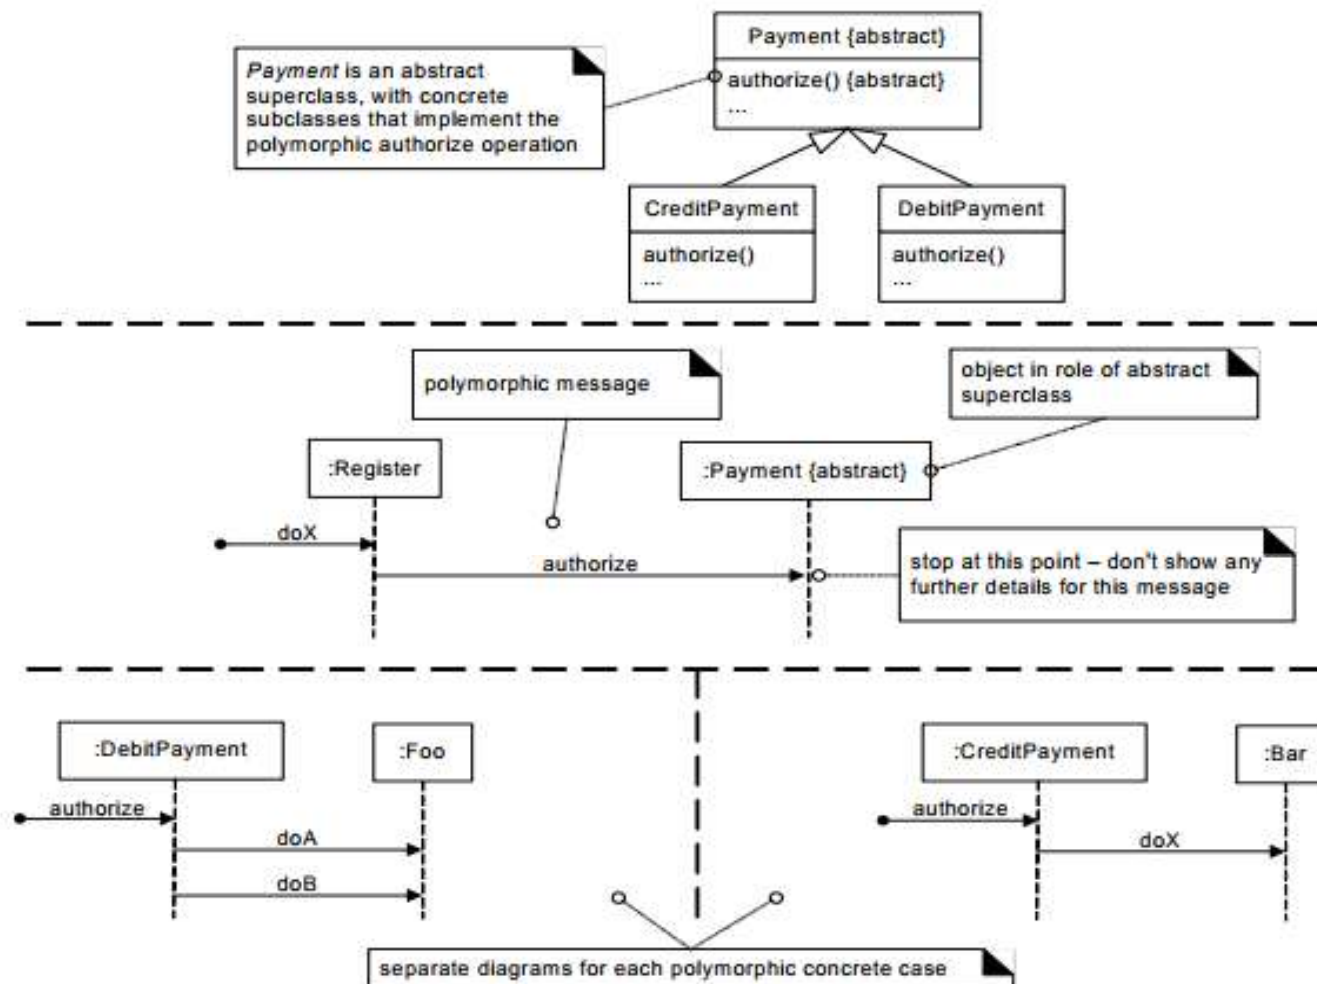 Payment {abstract}
Payment is an abstract
superclass, with concrete
subclasses that implement the
polymorphic authorize operation
authorize() {abstract}
...
CreditPayment
authorize()
...
DebitPayment
authorize()
...
polymorphic message
object in role of abstract
superclass
:Register
:Payment {abstract}
doX
authorize
stop at this point – don't show any
further details for this message
:DebitPayment
:Foo
authorize
doA
doB
:CreditPayment
:Bar
authorize
doX
separate diagrams for each polymorphic concrete case